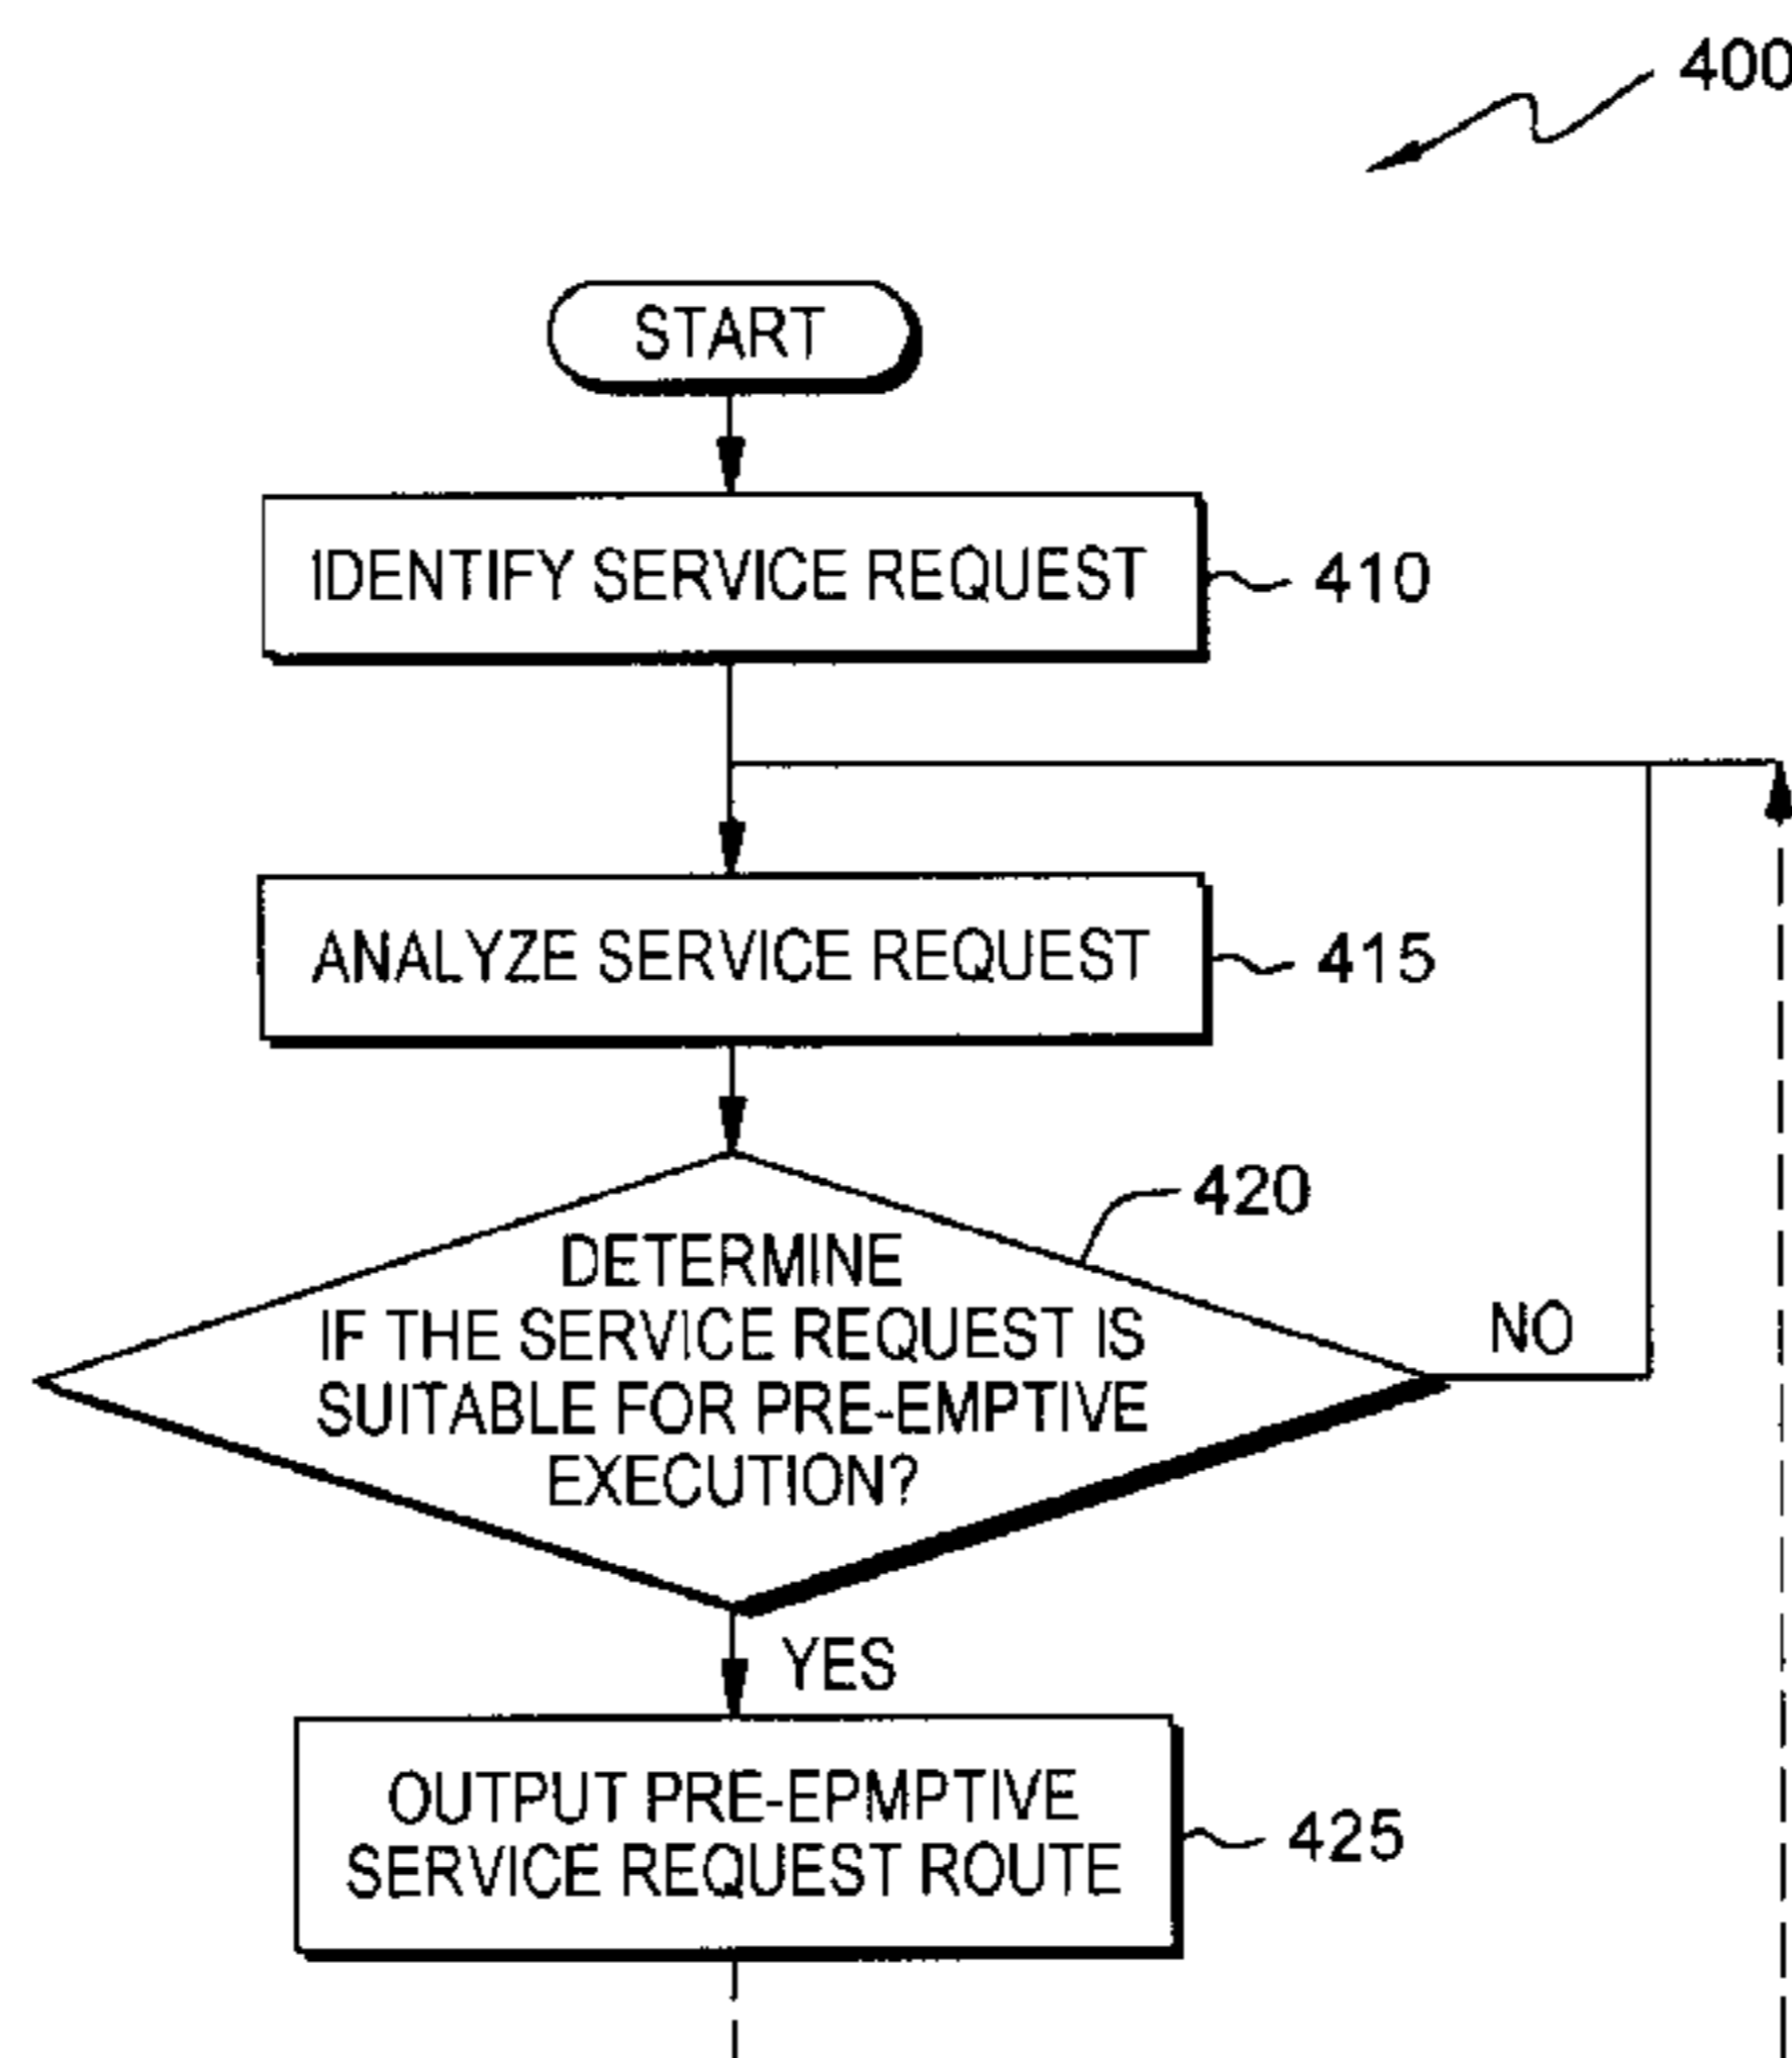 400
START
IDENTIFY SERVICE REQUEST
410
ANALYZE SERVICE REQUEST
415
420
DETERMINE
IF THE SERVICE REQUEST IS
SUITABLE FOR PRE-EMPTIVE
EXECUTION?
NO
YES
OUTPUT PRE-EPMPTIVE
SERVICE REQUEST ROUTE
425